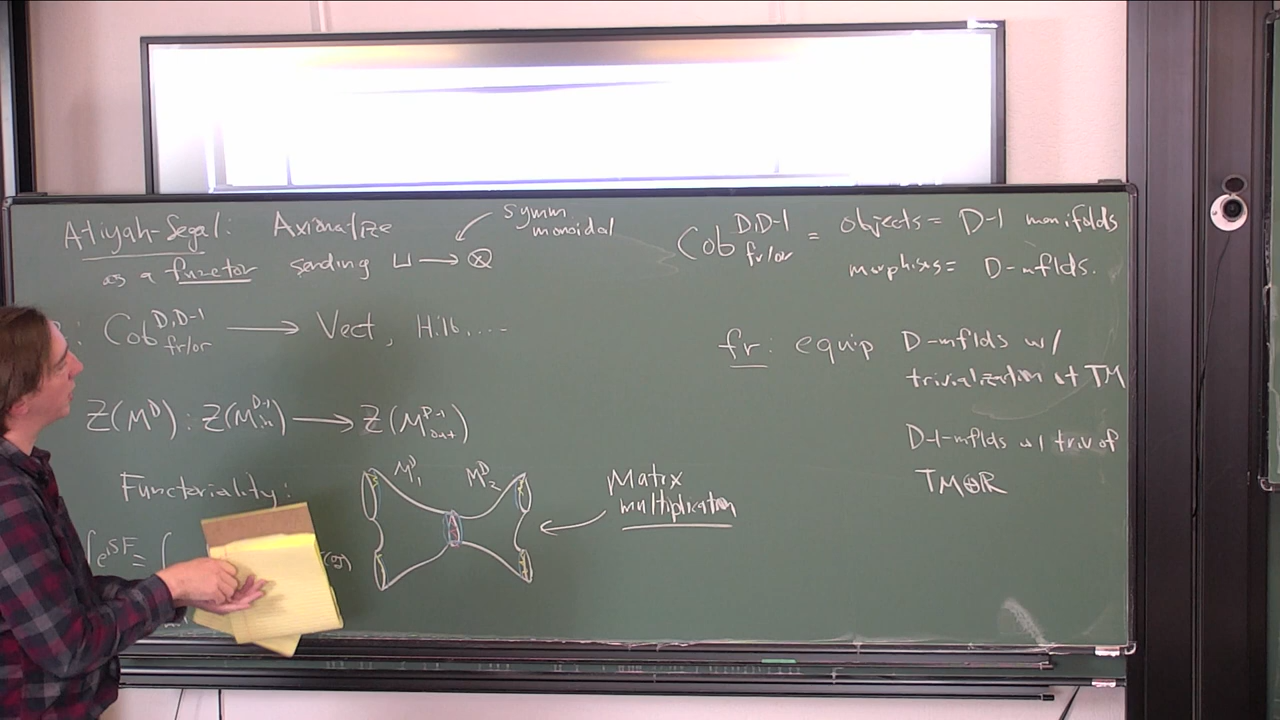 Atiyah-Segal: Axiomatize
as a functor sending ⊔ ⟶ ⊗
symm
monoidal
: Cob^{D,D-1}_{fr/or} ⟶ Vect, Hilb, ...
Z(M^D) : Z(M^{D-1}_{in}) ⟶ Z(M^{D-1}_{out})
Functoriality:
∫e^{iSF} = ∫
M^D_1 M^D_2
Matrix
multiplication
Cob^{D,D-1}_{fr/or} = objects = D-1 manifolds
morphises = D-mflds.
fr: equip D-mflds w/
trivialization of TM
D-1-mflds w/ triv of
TM⊕R